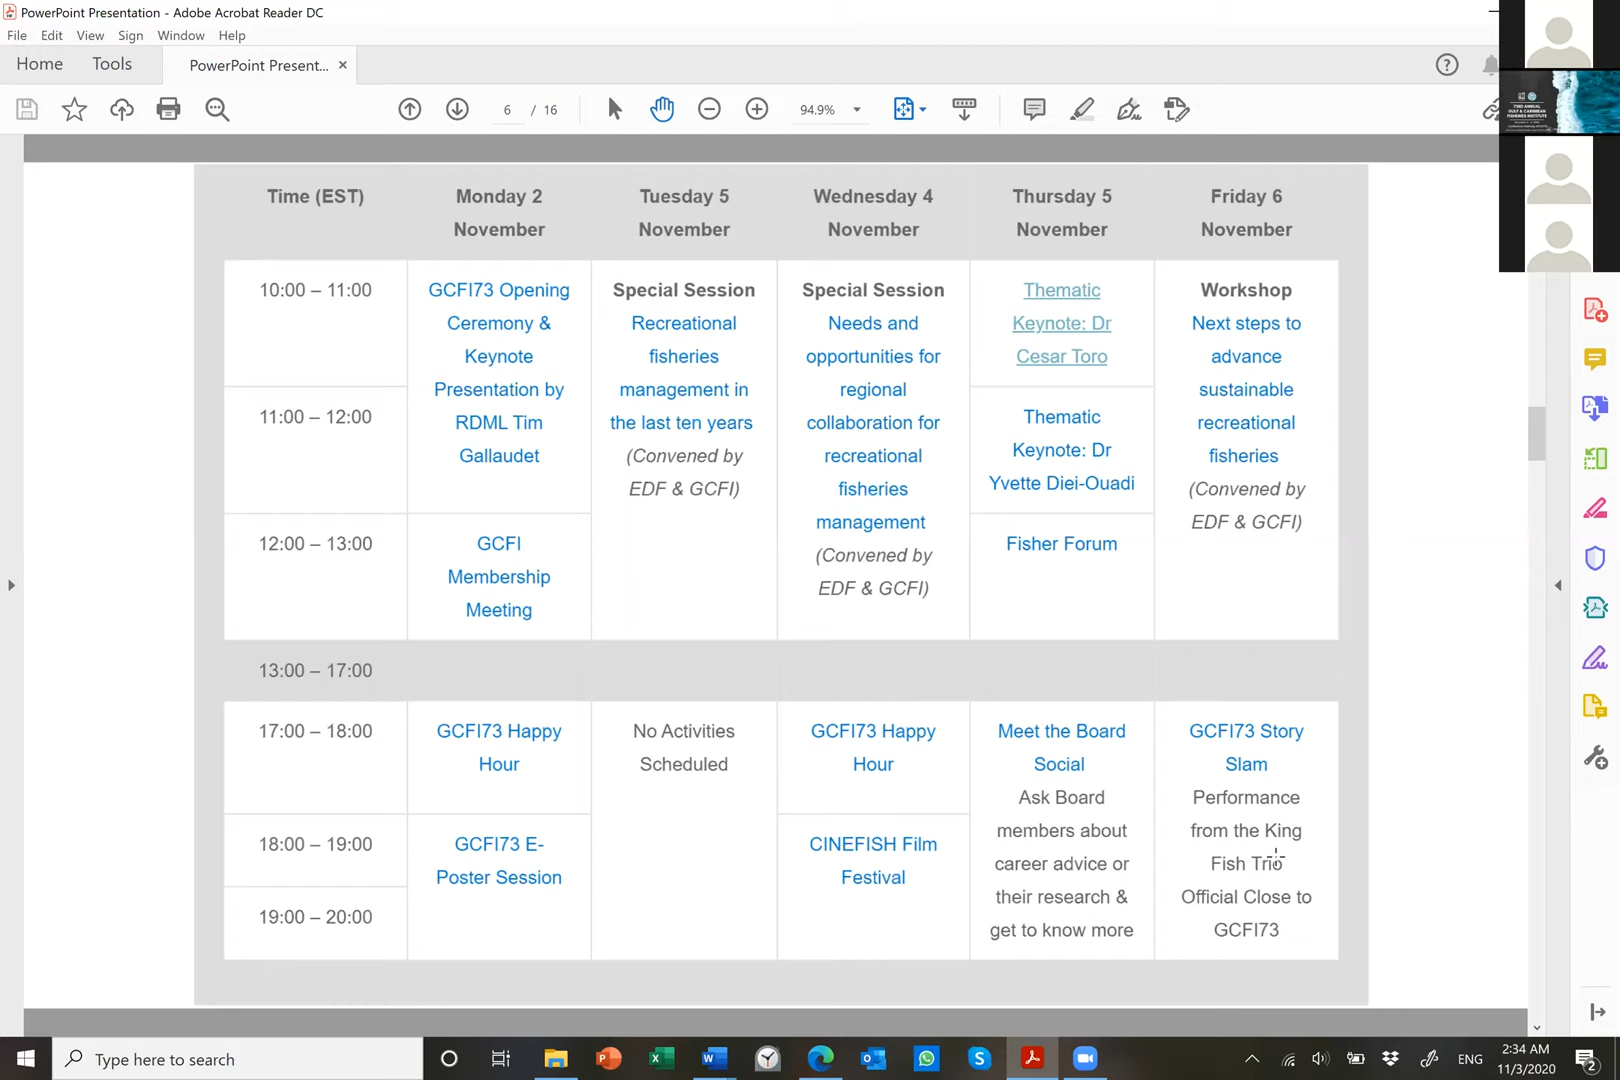 PowerPoint Presentation - Adobe Acrobat Reader DC
File Edit View Sign Window Help
Home Tools PowerPoint Present... ×
6 / 16 94.9%
Time (EST)
Monday 2
November
Tuesday 5
November
Wednesday 4
November
Thursday 5
November
Friday 6
November
10:00 – 11:00
11:00 – 12:00
12:00 – 13:00
GCFI73 Opening
Ceremony &
Keynote
Presentation by
RDML Tim
Gallaudet
GCFI
Membership
Meeting
Special Session
Recreational
fisheries
management in
the last ten years
(Convened by
EDF & GCFI)
Special Session
Needs and
opportunities for
regional
collaboration for
recreational
fisheries
management
(Convened by
EDF & GCFI)
Thematic
Keynote: Dr
Cesar Toro
Thematic
Keynote: Dr
Yvette Diei-Ouadi
Fisher Forum
Workshop
Next steps to
advance
sustainable
recreational
fisheries
(Convened by
EDF & GCFI)
13:00 – 17:00
17:00 – 18:00
18:00 – 19:00
19:00 – 20:00
GCFI73 Happy
Hour
GCFI73 E-
Poster Session
No Activities
Scheduled
GCFI73 Happy
Hour
CINEFISH Film
Festival
Meet the Board
Social
Ask Board
members about
career advice or
their research &
get to know more
GCFI73 Story
Slam
Performance
from the King
Fish Trio
Official Close to
GCFI73
73RD ANNUAL
GULF & CARIBBEAN
FISHERIES INSTITUTE
Type here to search
ENG
2:34 AM
11/3/2020
2